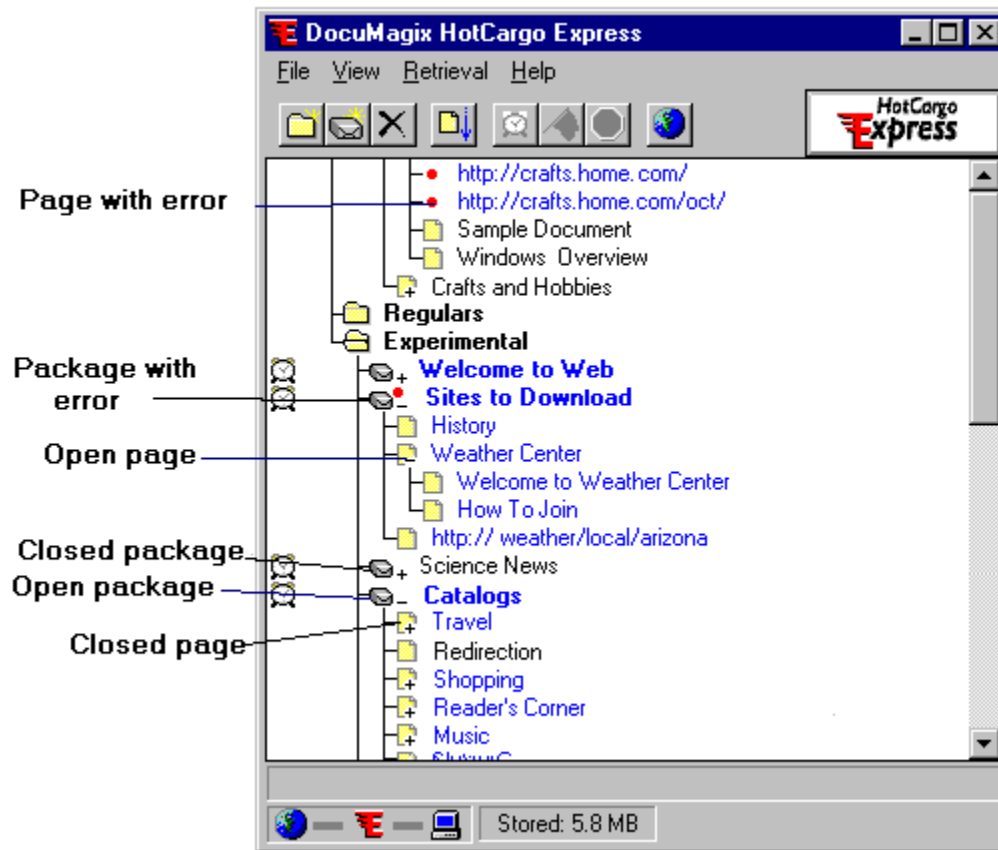 DocuMagix HotCargo Express
File View Retrieval Help
HotCargo
Express
http://crafts.home.com/
Page with error
http://crafts.home.com/oct/
Sample Document
Windows Overview
Crafts and Hobbies
Regulars
Experimental
Package with
error
Welcome to Web
Sites to Download
History
Open page
Weather Center
Welcome to Weather Center
How To Join
http:// weather/local/arizona
Closed package
Science News
Open package
Catalogs
Travel
Closed page
Redirection
Shopping
Reader's Corner
Music
Stored: 5.8 MB